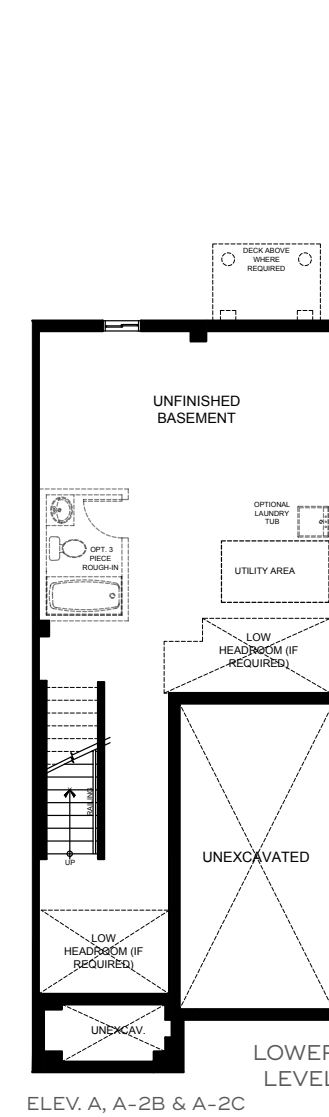 DECK ABOVE
WHERE
REQUIRED
UNFINISHED
BASEMENT
OPTIONAL
LAUNDRY
TUB
OPT. 3
PIECE
ROUGH-IN
UTILITY AREA
LOW
HEADROOM (IF
REQUIRED)
RAILING
UP
UNEXCAVATED
LOW
HEADROOM (IF
REQUIRED)
UNEXCAV.
LOWER
LEVEL
ELEV. A, A-2B & A-2C